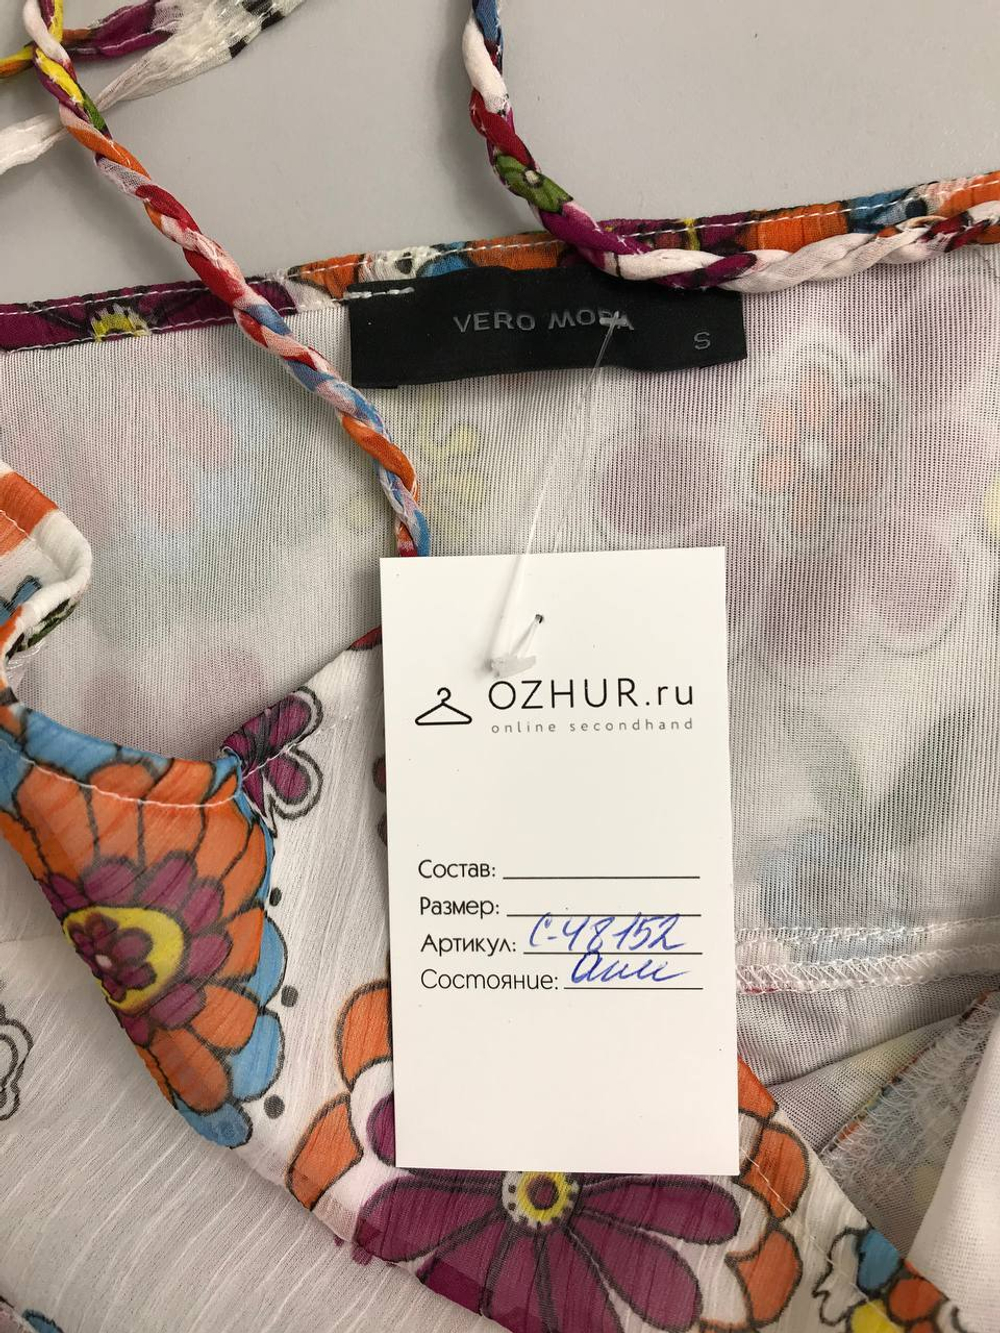 VERO MODA
S
OZHUR.ru
online secondhand
Состав:
Размер:
Артикул: С-48152
Состояние: